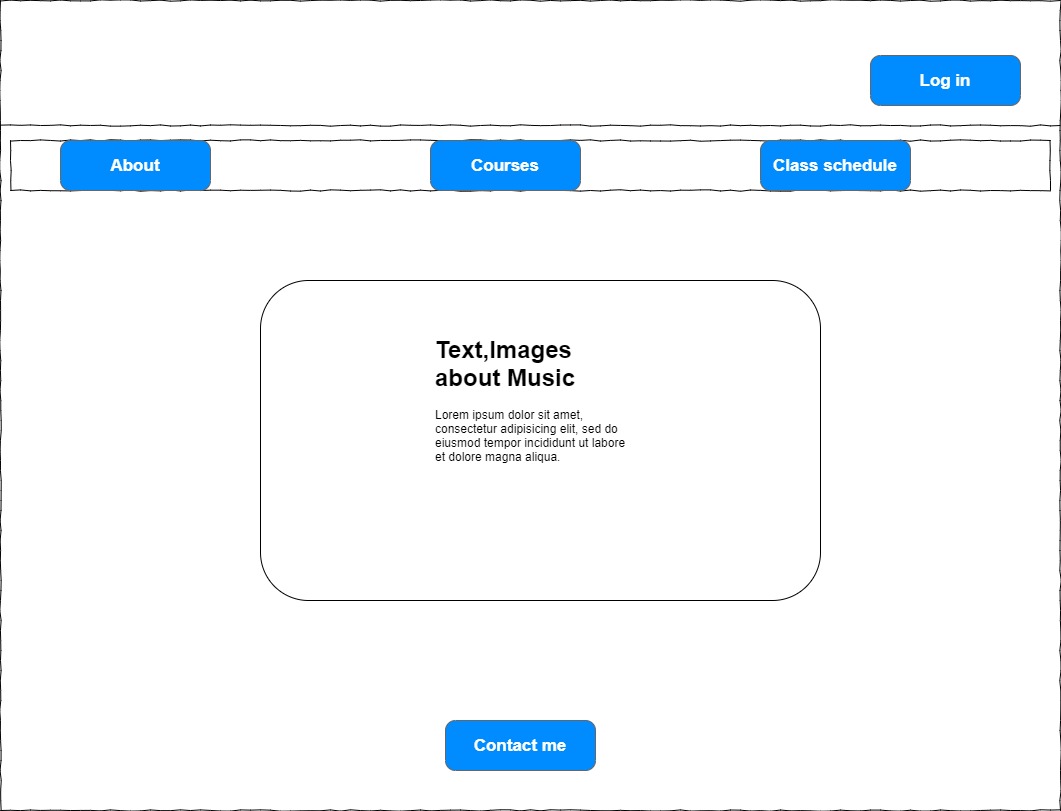 Log in
About
Courses
Class schedule
Text,Images
about Music
Lorem ipsum dolor sit amet,
consectetur adipisicing elit, sed do
eiusmod tempor incididunt ut labore
et dolore magna aliqua.
Contact me